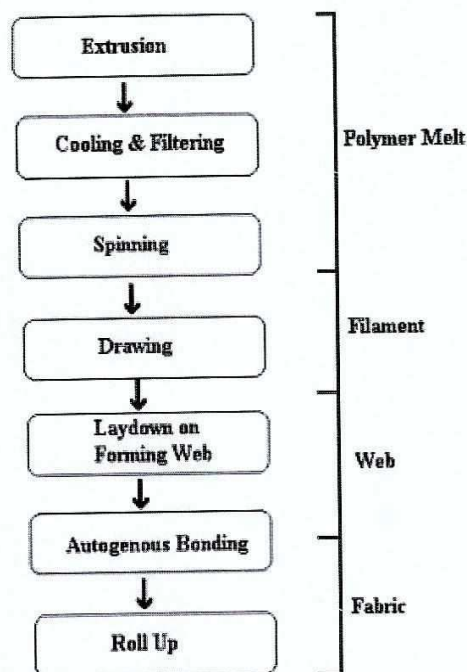 Extrusion
Cooling & Filtering
Polymer Melt
Spinning
Filament
Drawing
Laydown on
Forming Web
Web
Autogenous Bonding
Fabric
Roll Up